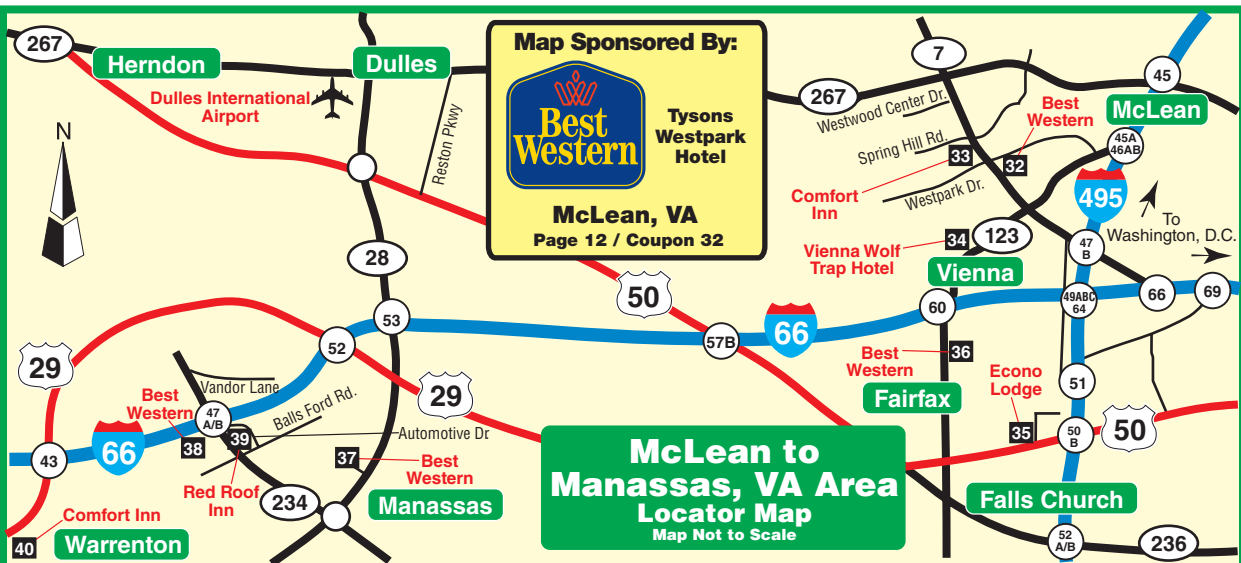 267
Herndon
Dulles
Dulles International
Airport
N
Reston Pkwy
Map Sponsored By:
Best
Western
Tysons
Westpark
Hotel
McLean, VA
Page 12 / Coupon 32
7
267
45
McLean
Westwood Center Dr.
Best
Western
Spring Hill Rd.
45A
46AB
33
32
Comfort
Inn
Westpark Dr.
495
To
Washington, D.C.
34
123
Vienna Wolf
Trap Hotel
Vienna
47
B
28
50
60
49ABC
64
66
69
53
52
57B
66
29
Vandor Lane
29
Best
Western
36
Econo
Lodge
51
Fairfax
Best
Western
47
A/B
Balls Ford Rd.
Automotive Dr
43
66
38
39
37
Best
Western
35
50
B
50
Red Roof
Inn
234
Manassas
McLean to
Manassas, VA Area
Locator Map
Map Not to Scale
Falls Church
Comfort Inn
40
Warrenton
52
A/B
236